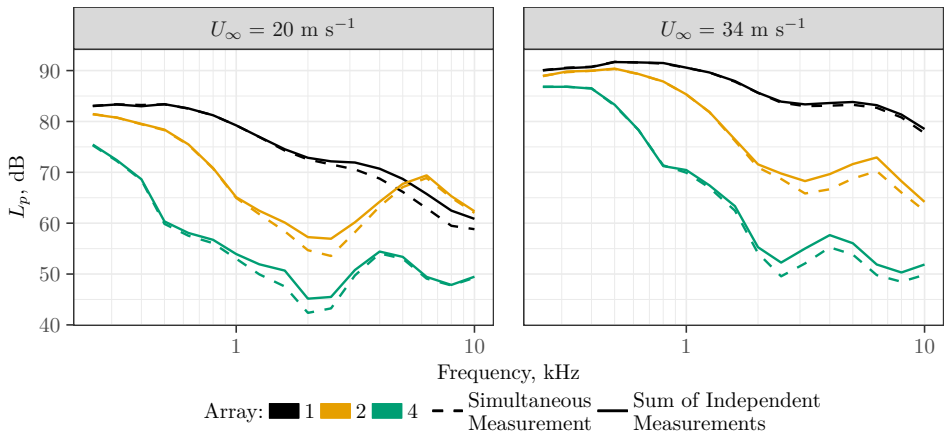 U∞ = 20 m s⁻¹
U∞ = 34 m s⁻¹
90
80
70
60
50
40
Lp, dB
1
10
1
10
Frequency, kHz
Array: 1 2 4 Simultaneous Measurement Sum of Independent Measurements